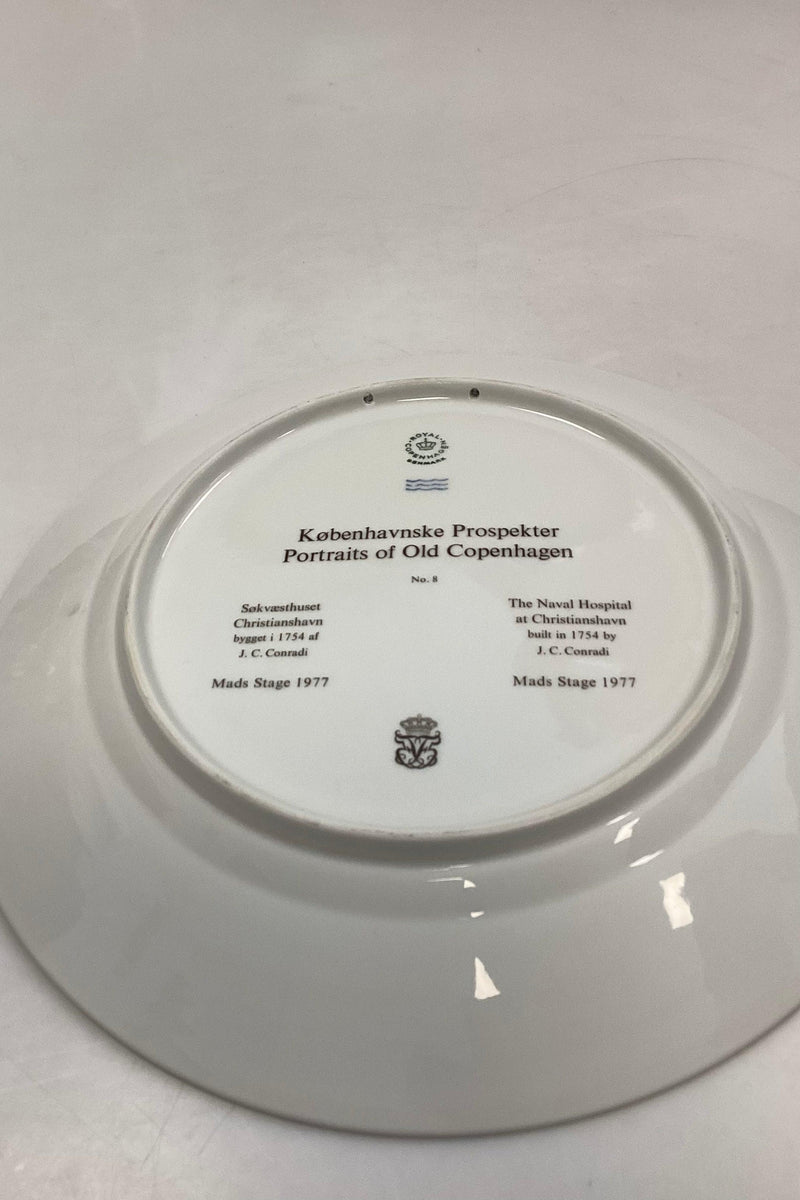 ROYAL COPENHAGEN
DENMARK
Københavnske Prospekter
Portraits of Old Copenhagen
No. 8
Søkvæsthuset
Christianshavn
bygget i 1754 af
J. C. Conradi
Mads Stage 1977
The Naval Hospital
at Christianshavn
built in 1754 by
J. C. Conradi
Mads Stage 1977